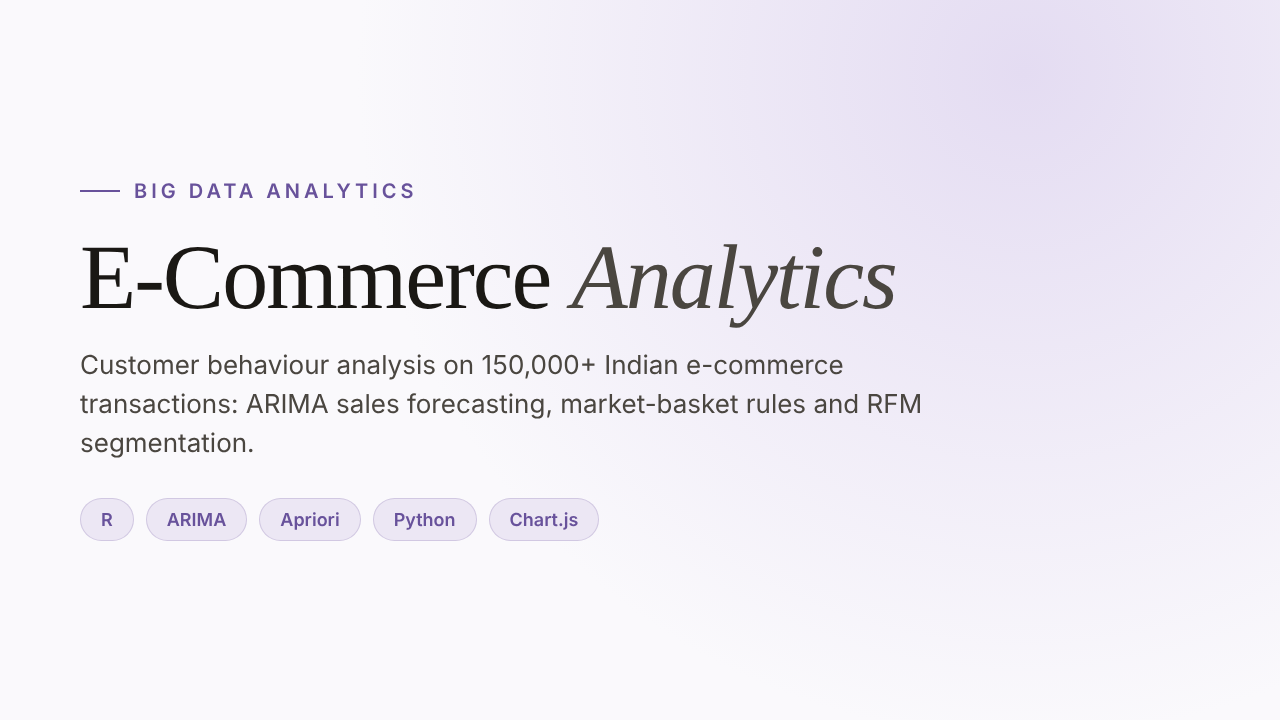 BIG DATA ANALYTICS
E-Commerce Analytics
Customer behaviour analysis on 150,000+ Indian e-commerce
transactions: ARIMA sales forecasting, market-basket rules and RFM
segmentation.
R ARIMA Apriori Python Chart.js